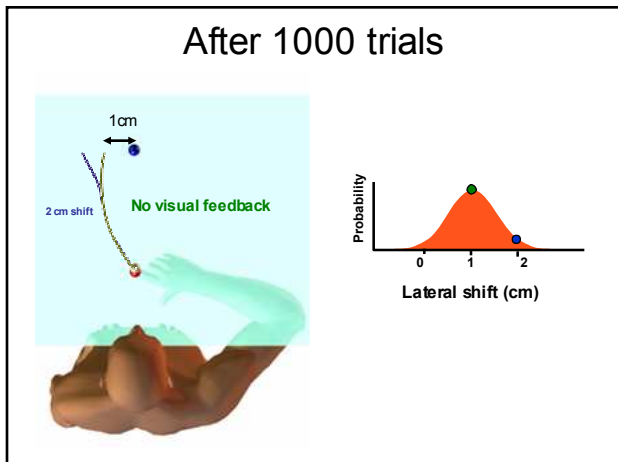 After 1000 trials
1cm
2 cm shift
No visual feedback
Probability
0 1 2
Lateral shift (cm)